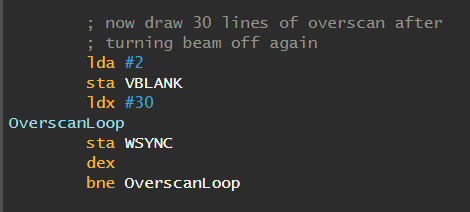 ; now draw 30 lines of overscan after
; turning beam off again
lda #2
sta VBLANK
ldx #30
OverscanLoop
sta WSYNC
dex
bne OverscanLoop